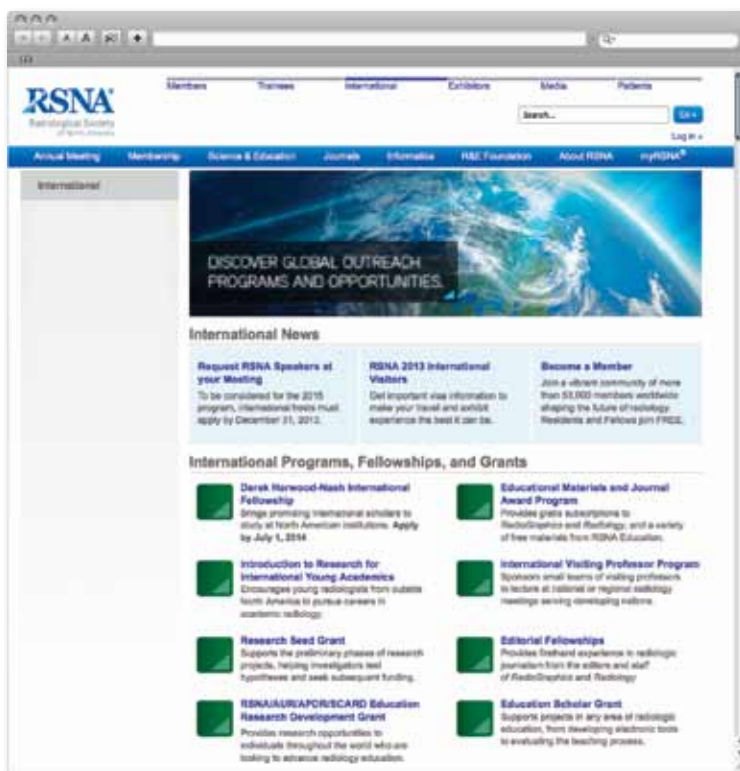 Members Trainees International Exhibitors Media Patients
RSNA
Radiological Society
of North America
Search... Go »
Log in »
Annual Meeting Membership Science & Education Journals Informatics R&E Foundation About RSNA myRSNA®
International
DISCOVER GLOBAL OUTREACH
PROGRAMS AND OPPORTUNITIES.
International News
Request RSNA Speakers at
your Meeting
To be considered for the 2015
program, international hosts must
apply by December 31, 2013.
RSNA 2013 International
Visitors
Get important visa information to
make your travel and exhibit
experience the best it can be.
Become a Member
Join a vibrant community of more
than 53,000 members worldwide
shaping the future of radiology.
Residents and Fellows join FREE.
International Programs, Fellowships, and Grants
Derek Harwood-Nash International
Fellowship
Brings promising international scholars to
study at North American institutions. Apply
by July 1, 2014
Educational Materials and Journal
Award Program
Provides gratis subscriptions to
RadioGraphics and Radiology, and a variety
of free materials from RSNA Education.
Introduction to Research for
International Young Academics
Encourages young radiologists from outside
North America to pursue careers in
academic radiology.
International Visiting Professor Program
Sponsors small teams of visiting professors
to lecture at national or regional radiology
meetings serving developing nations.
Research Seed Grant
Supports the preliminary phases of research
projects, helping investigators test
hypotheses and seek subsequent funding.
Editorial Fellowships
Provides firsthand experience in radiologic
journalism from the editors and staff
of RadioGraphics and Radiology
RSNA/AUR/APDR/SCARD Education
Research Development Grant
Provides research opportunities to
individuals throughout the world who are
looking to advance radiology education.
Education Scholar Grant
Supports projects in any area of radiologic
education, from developing electronic tools
to evaluating the teaching process.